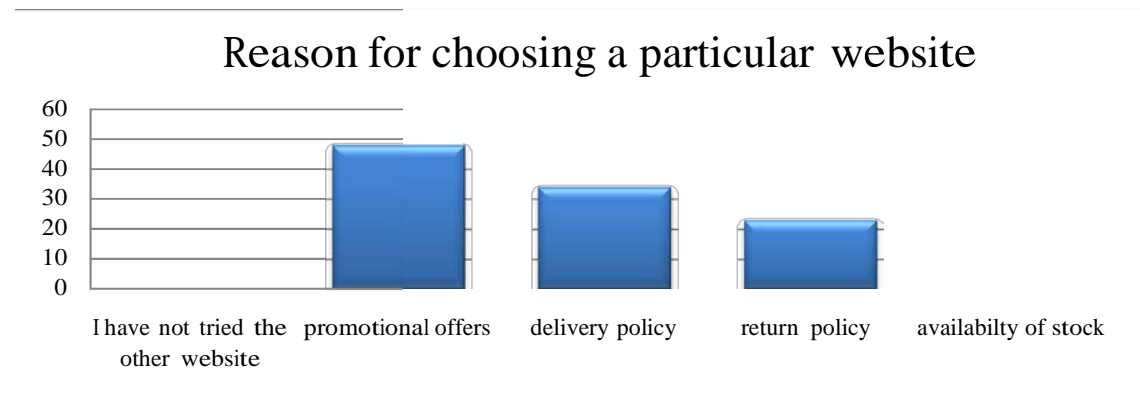 Reason for choosing a particular website
60
50
40
30
20
10
0
I have not tried the other website
promotional offers
delivery policy
return policy
availabilty of stock